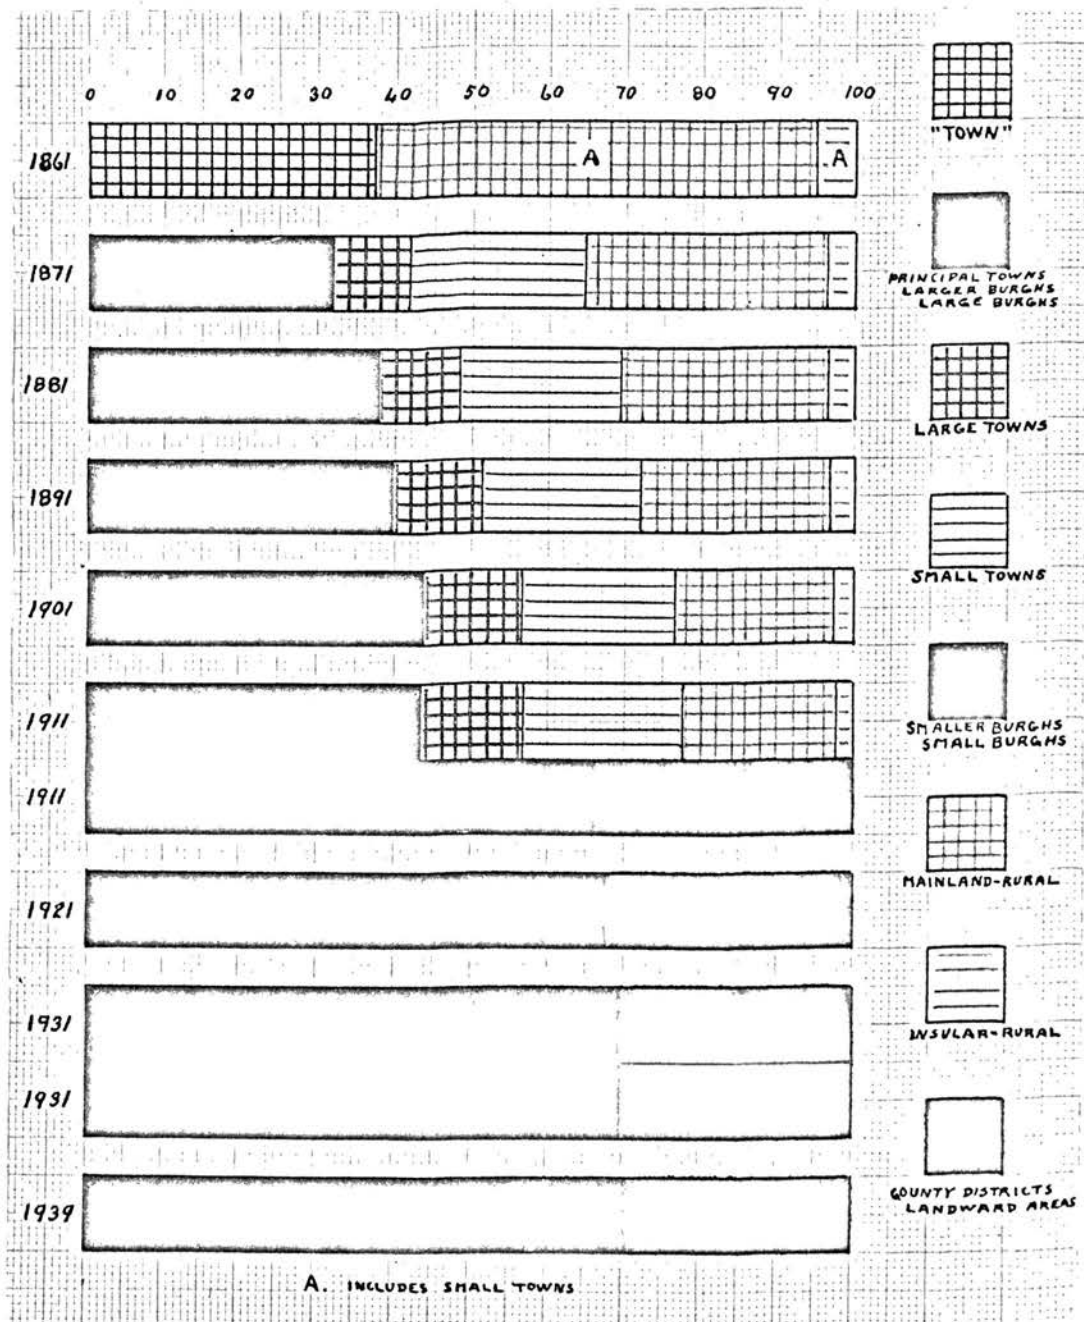 0 10 20 30 40 50 60 70 80 90 100
1861
A
A
1871
1881
1891
1901
1911
1911
1921
1931
1931
1939
A. INCLUDES SMALL TOWNS
"TOWN"
PRINCIPAL TOWNS
LARGER BURGHS
LARGE BURGHS
LARGE TOWNS
SMALL TOWNS
SMALLER BURGHS
SMALL BURGHS
MAINLAND-RURAL
INSULAR-RURAL
COUNTY DISTRICTS
LANDWARD AREAS